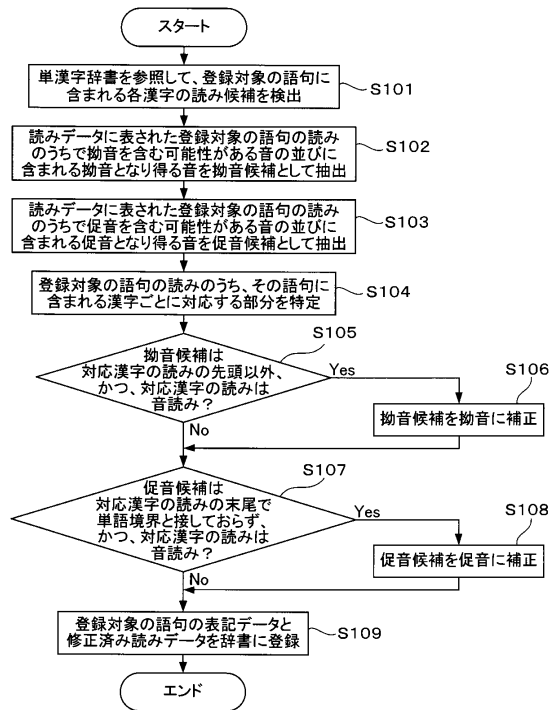 スタート
単漢字辞書を参照して、登録対象の語句に
含まれる各漢字の読み候補を検出
S101
読みデータに表された登録対象の語句の読み
のうちで拗音を含む可能性がある音の並びに
含まれる拗音となり得る音を拗音候補として抽出
S102
読みデータに表された登録対象の語句の読み
のうちで促音を含む可能性がある音の並びに
含まれる促音となり得る音を促音候補として抽出
S103
登録対象の語句の読みのうち、その語句に
含まれる漢字ごとに対応する部分を特定
S104
S105
拗音候補は
対応漢字の読みの先頭以外、
かつ、対応漢字の読みは
音読み?
Yes
S106
拗音候補を拗音に補正
No
S107
促音候補は
対応漢字の読みの末尾で
単語境界と接しておらず、
かつ、対応漢字の読みは
音読み?
Yes
S108
促音候補を促音に補正
No
登録対象の語句の表記データと
修正済み読みデータを辞書に登録
S109
エンド